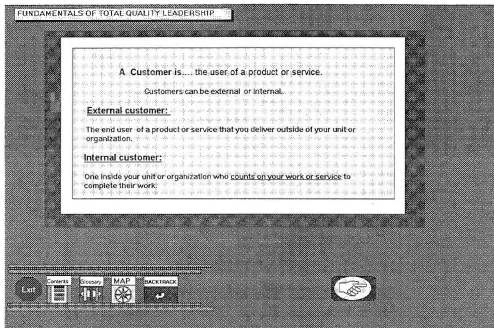 FUNDAMENTALS OF TOTAL QUALITY LEADERSHIP
A Customer is.... the user of a product or service.
Customers can be external or internal.
External customer:
The end user of a product or service that you deliver outside of your unit or
organization.
Internal customer:
One inside your unit or organization who counts on your work or service to
complete their work.
Exit
Contents
Glossary
MAP
BACKTRACK